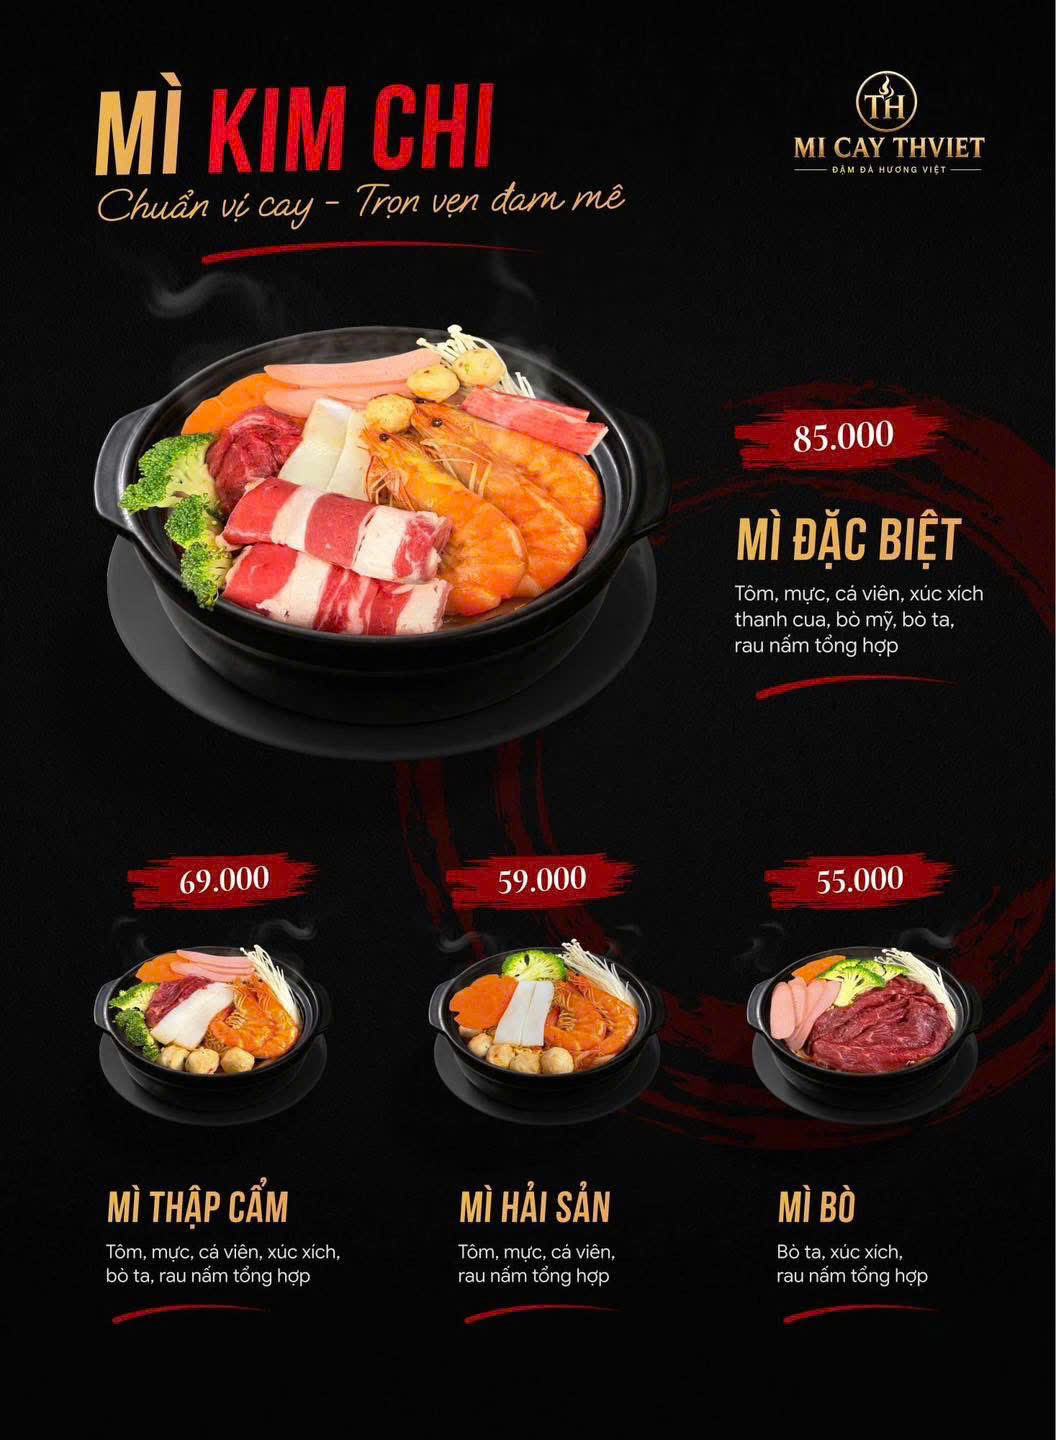 MÌ KIM CHI
Chuẩn vị cay - Trọn vẹn đam mê
TH
MI CAY THVIET
ĐẬM ĐÀ HƯƠNG VIỆT
85.000
MÌ ĐẶC BIỆT
Tôm, mực, cá viên, xúc xích
thanh cua, bò mỹ, bò ta,
rau nấm tổng hợp
69.000
MÌ THẬP CẨM
Tôm, mực, cá viên, xúc xích,
bò ta, rau nấm tổng hợp
59.000
MÌ HẢI SẢN
Tôm, mực, cá viên,
rau nấm tổng hợp
55.000
MÌ BÒ
Bò ta, xúc xích,
rau nấm tổng hợp